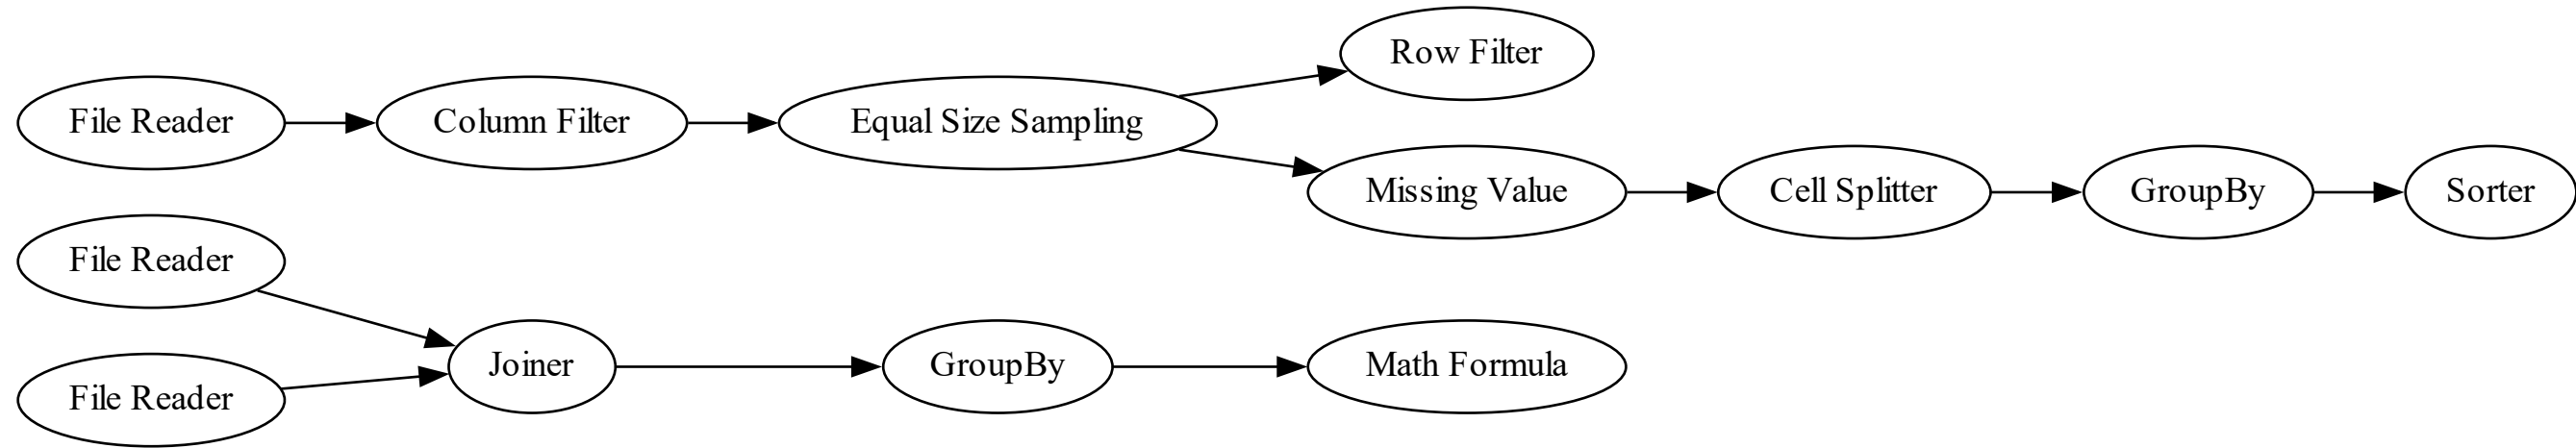 Row Filter
File Reader
Column Filter
Equal Size Sampling
Missing Value
Cell Splitter
GroupBy
Sorter
File Reader
Joiner
GroupBy
Math Formula
File Reader